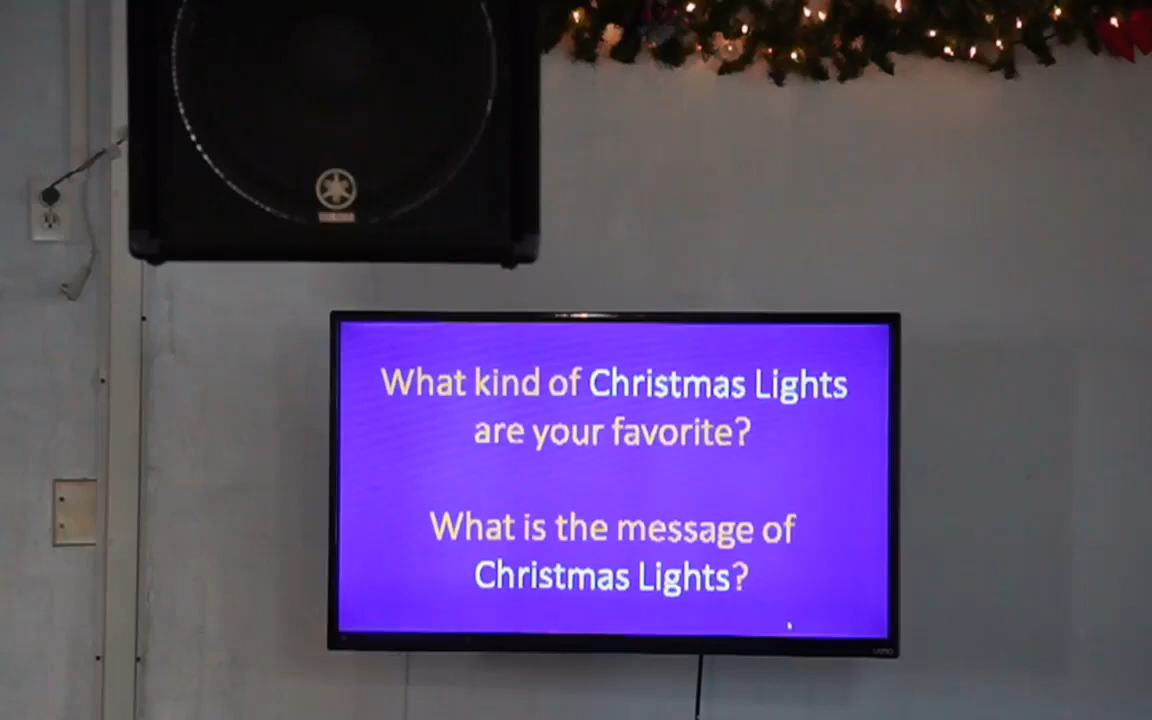 What kind of Christmas Lights
are your favorite?
What is the message of
Christmas Lights?